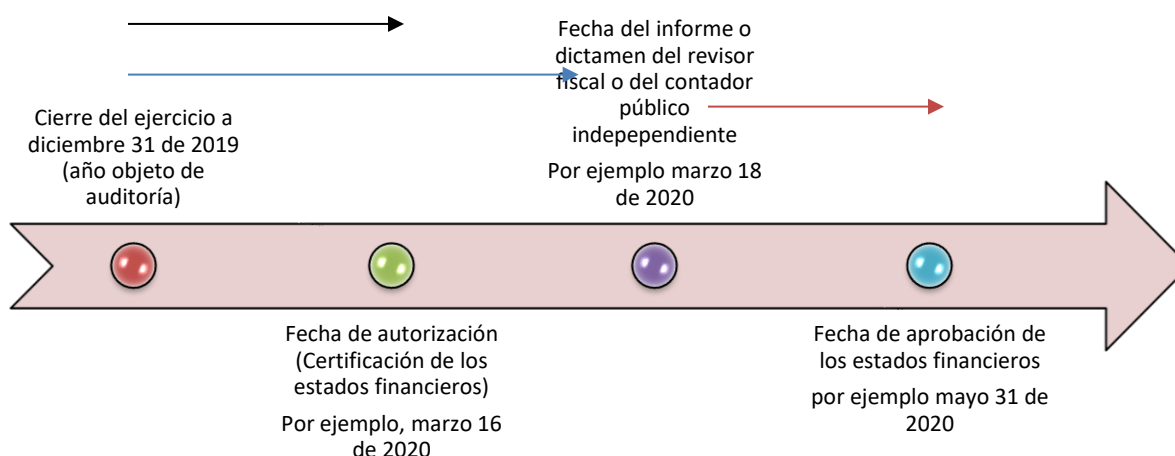 Cierre del ejercicio a
diciembre 31 de 2019
(año objeto de
auditoría)
Fecha de autorización
(Certificación de los
estados financieros)
Por ejemplo, marzo 16
de 2020
Fecha del informe o
dictamen del revisor
fiscal o del contador
público
indepependiente
Por ejemplo marzo 18
de 2020
Fecha de aprobación de
los estados financieros
por ejemplo mayo 31 de
2020